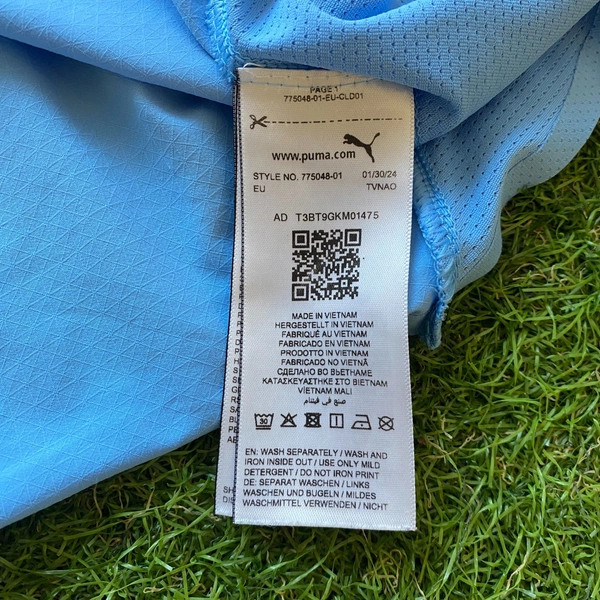 PAGE 1
775048-01-EU-CLD01
www.puma.com
STYLE NO. 775048-01 01/30/24
EU TVNAO
AD T3BT9GKM01475
MADE IN VIETNAM
HERGESTELLT IN VIETNAM
FABRIQUÉ AU VIETNAM
FABRICADO EN VIETNAM
PRODOTTO IN VIETNAM
FABRICADO NO VIETNÃ
СДЕЛАНО ВО ВЬЕТНАМЕ
ΚΑΤΑΣΚΕΥΑΣΤΗΚΕ ΣΤΟ ΒΙΕΤΝΑΜ
VİETNAM MALI
صنع في فيتنام
30
EN: WASH SEPARATELY / WASH AND
IRON INSIDE OUT / USE ONLY MILD
DETERGENT / DO NOT IRON PRINT
DE: SEPARAT WASCHEN / LINKS
WASCHEN UND BUGELN / MILDES
WASCHMITTEL VERWENDEN / NICHT